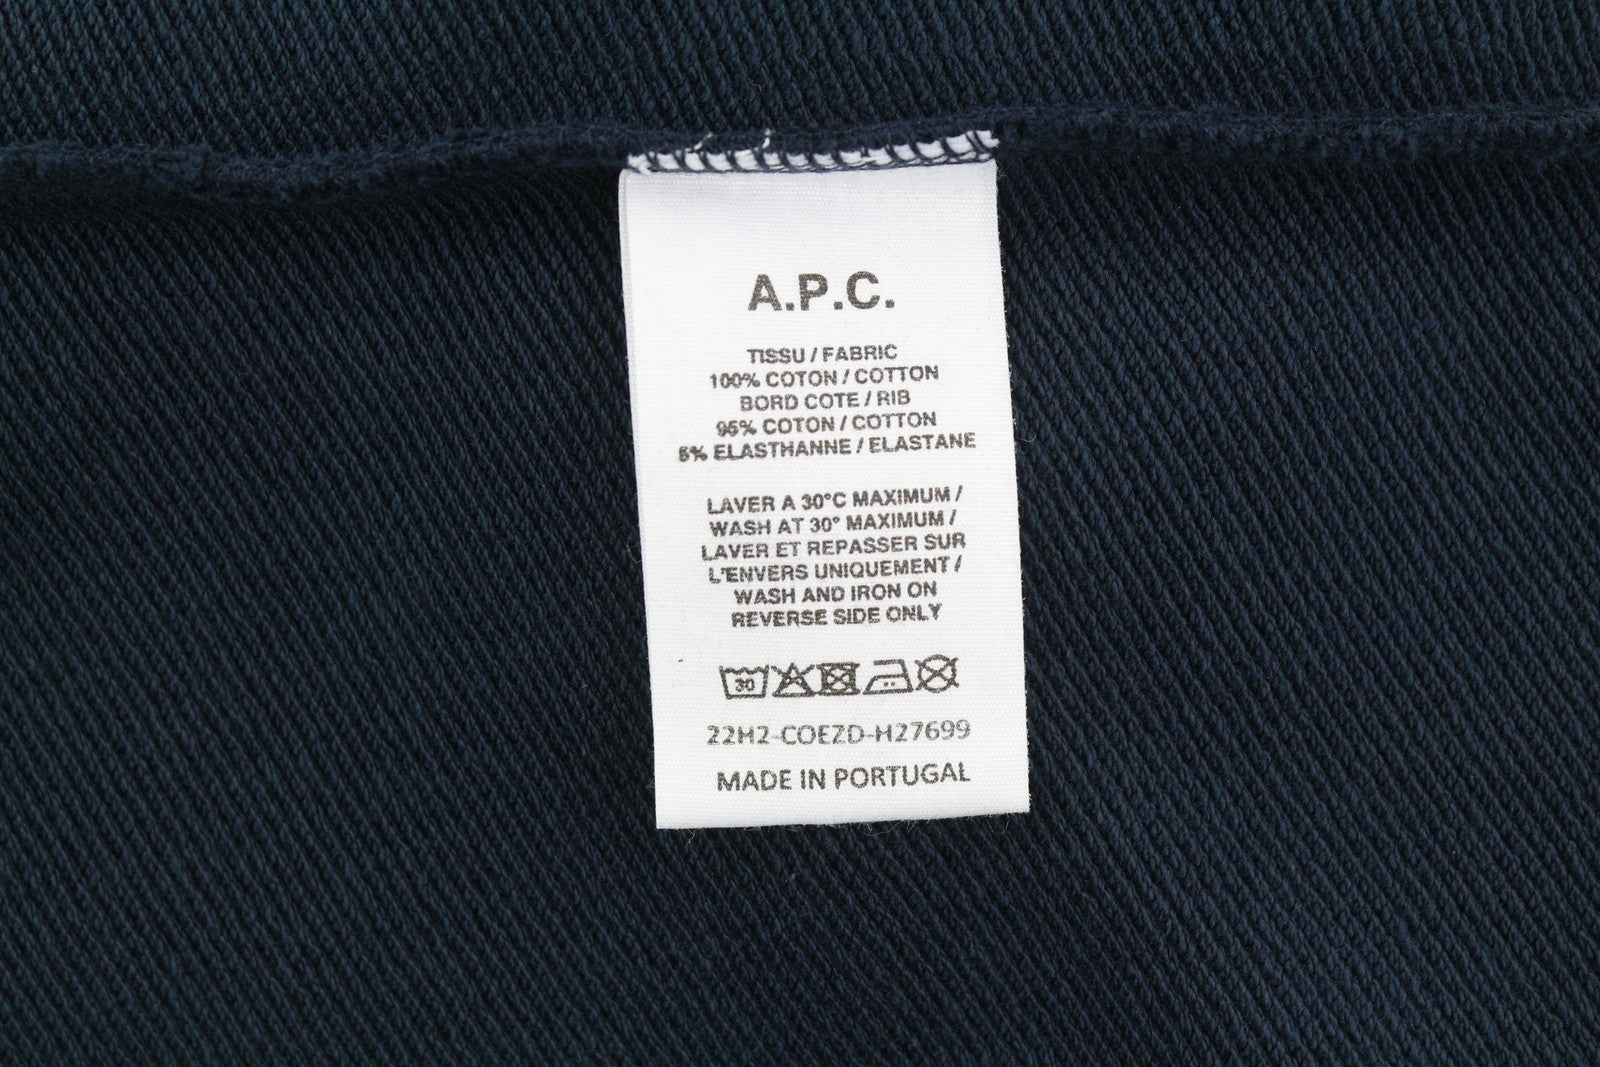 A.P.C.
TISSU / FABRIC
100% COTON / COTTON
BORD COTE / RIB
95% COTON / COTTON
5% ELASTHANNE / ELASTANE
LAVER A 30°C MAXIMUM /
WASH AT 30° MAXIMUM /
LAVER ET REPASSER SUR
L'ENVERS UNIQUEMENT /
WASH AND IRON ON
REVERSE SIDE ONLY
30
22H2-COEZD-H27699
MADE IN PORTUGAL